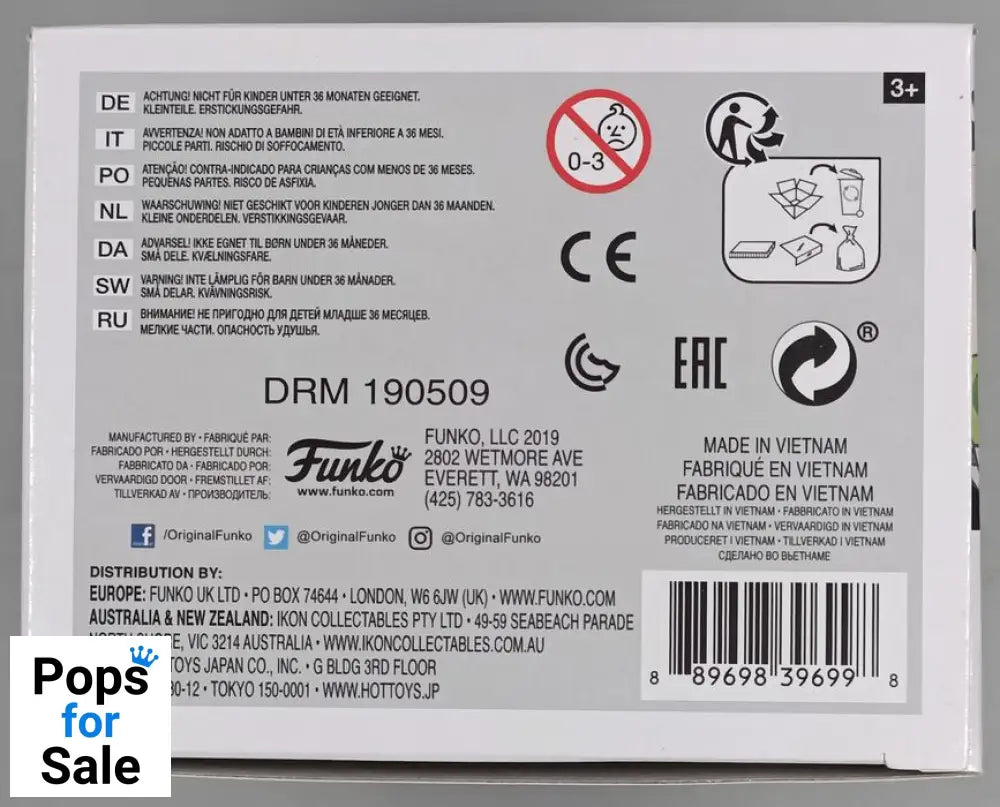 3+
DE ACHTUNG! NICHT FÜR KINDER UNTER 36 MONATEN GEEIGNET.
KLEINTEILE. ERSTICKUNGSGEFAHR.
IT AVVERTENZA! NON ADATTO A BAMBINI DI ETÀ INFERIORE A 36 MESI.
PICCOLE PARTI. RISCHIO DI SOFFOCAMENTO.
PO ATENÇÃO! CONTRA-INDICADO PARA CRIANÇAS COM MENOS DE 36 MESES.
PEQUENAS PARTES. RISCO DE ASFIXIA.
NL WAARSCHUWING! NIET GESCHIKT VOOR KINDEREN JONGER DAN 36 MAANDEN.
KLEINE ONDERDELEN. VERSTIKKINGSGEVAAR.
DA ADVARSEL! IKKE EGNET TIL BØRN UNDER 36 MÅNEDER.
SMÅ DELE. KVÆLNINGSFARE.
SW VARNING! INTE LÄMPLIG FÖR BARN UNDER 36 MÅNADER.
SMÅ DELAR. KVÄVNINGSRISK.
RU ВНИМАНИЕ! НЕ ПРИГОДНО ДЛЯ ДЕТЕЙ МЛАДШЕ 36 МЕСЯЦЕВ.
МЕЛКИЕ ЧАСТИ. ОПАСНОСТЬ УДУШЬЯ.
0-3
CE
EAC
®
DRM 190509
MANUFACTURED BY • FABRIQUÉ PAR:
FABRICADO POR • HERGESTELLT DURCH:
FABBRICATO DA • FABRICADO POR:
VERVAARDIGD DOOR • FREMSTILLET AF:
TILLVERKAD AV • ПРОИЗВОДИТЕЛЬ:
Funko
www.funko.com
FUNKO, LLC 2019
2802 WETMORE AVE
EVERETT, WA 98201
(425) 783-3616
/OriginalFunko @OriginalFunko @OriginalFunko
MADE IN VIETNAM
FABRIQUÉ EN VIETNAM
FABRICADO EN VIETNAM
HERGESTELLT IN VIETNAM • FABBRICATO IN VIETNAM
FABRICADO NA VIETNAM • VERVAARDIGD IN VIETNAM
PRODUCERET I VIETNAM • TILLVERKAD I VIETNAM
СДЕЛАНО ВО ВЬЕТНАМЕ
DISTRIBUTION BY:
EUROPE: FUNKO UK LTD • PO BOX 74644 • LONDON, W6 6JW (UK) • WWW.FUNKO.COM
AUSTRALIA & NEW ZEALAND: IKON COLLECTABLES PTY LTD • 49-59 SEABEACH PARADE
VIC 3214 AUSTRALIA • WWW.IKONCOLLECTABLES.COM.AU
TOYS JAPAN CO., INC. • G BLDG 3RD FLOOR
TOKYO 150-0001 • WWW.HOTTOYS.JP
8 89698 39699 8
Pops
for
Sale